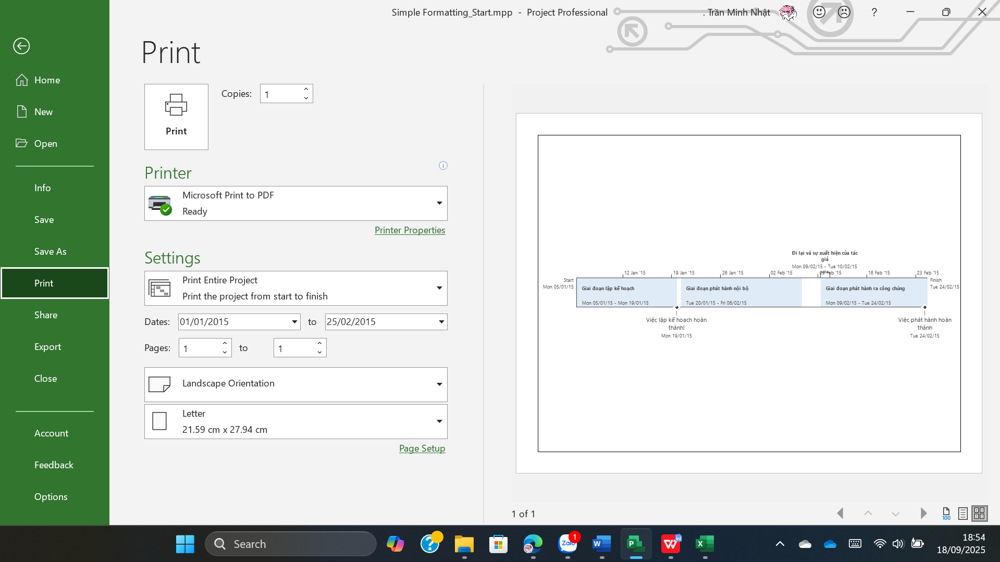 Simple Formatting_Start.mpp - Project Professional
. Trần Minh Nhật
?
Print
Home
New
Open
Info
Save
Save As
Print
Share
Export
Close
Account
Feedback
Options
Print
Copies: 1
Printer
Microsoft Print to PDF
Ready
Printer Properties
Settings
Print Entire Project
Print the project from start to finish
Dates: 01/01/2015 to 25/02/2015
Pages: 1 to 1
Landscape Orientation
Letter
21.59 cm x 27.94 cm
Page Setup
Đi lại và sự xuất hiện của tác
giả
Mon 09/02/15 - Tue 10/02/15
12 Jan '15 19 Jan '15 26 Jan '15 02 Feb '15 09 Feb '15 16 Feb '15 23 Feb '15
Start
Mon 05/01/15
Giai đoạn lập kế hoạch
Mon 05/01/15 - Mon 19/01/15
Giai đoạn phát hành nội bộ
Tue 20/01/15 - Fri 06/02/15
Giai đoạn phát hành ra công chúng
Mon 09/02/15 - Tue 24/02/15
Finish
Tue 24/02/15
Việc lập kế hoạch hoàn
thành!
Mon 19/01/15
Việc phát hành hoàn
thành
Tue 24/02/15
1 of 1
100
Search
Zalo
1
18:54
18/09/2025